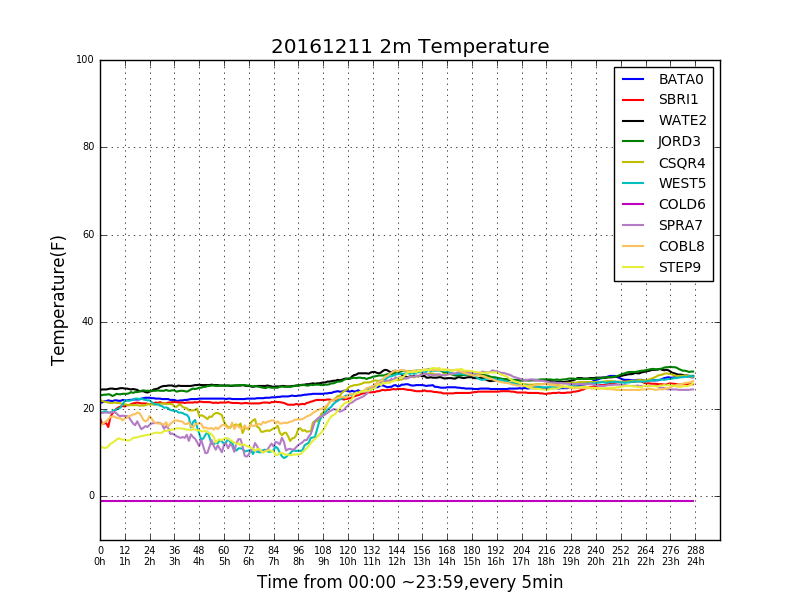 20161211 2m Temperature
100
80
60
40
20
0
Temperature(F)
BATA0
SBRI1
WATE2
JORD3
CSQR4
WEST5
COLD6
SPRA7
COBL8
STEP9
0 12 24 36 48 60 72 84 96 108 120 132 144 156 168 180 192 204 216 228 240 252 264 276 288
0h 1h 2h 3h 4h 5h 6h 7h 8h 9h 10h 11h 12h 13h 14h 15h 16h 17h 18h 19h 20h 21h 22h 23h 24h
Time from 00:00 ~23:59,every 5min